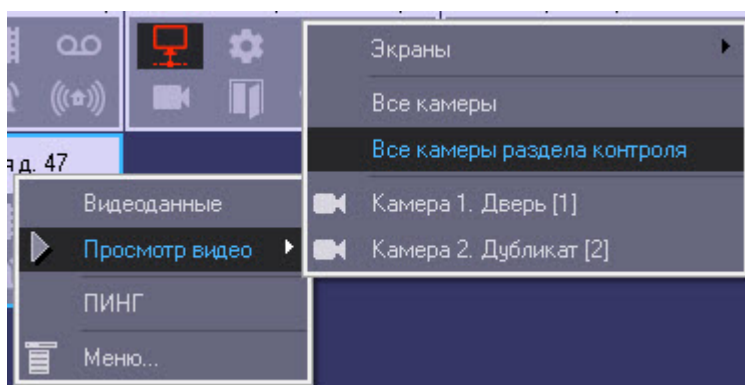 Экраны
Все камеры
Все камеры раздела контроля
Камера 1. Дверь [1]
Камера 2. Дубликат [2]
д. 47
Видеоданные
Просмотр видео
ПИНГ
Меню...